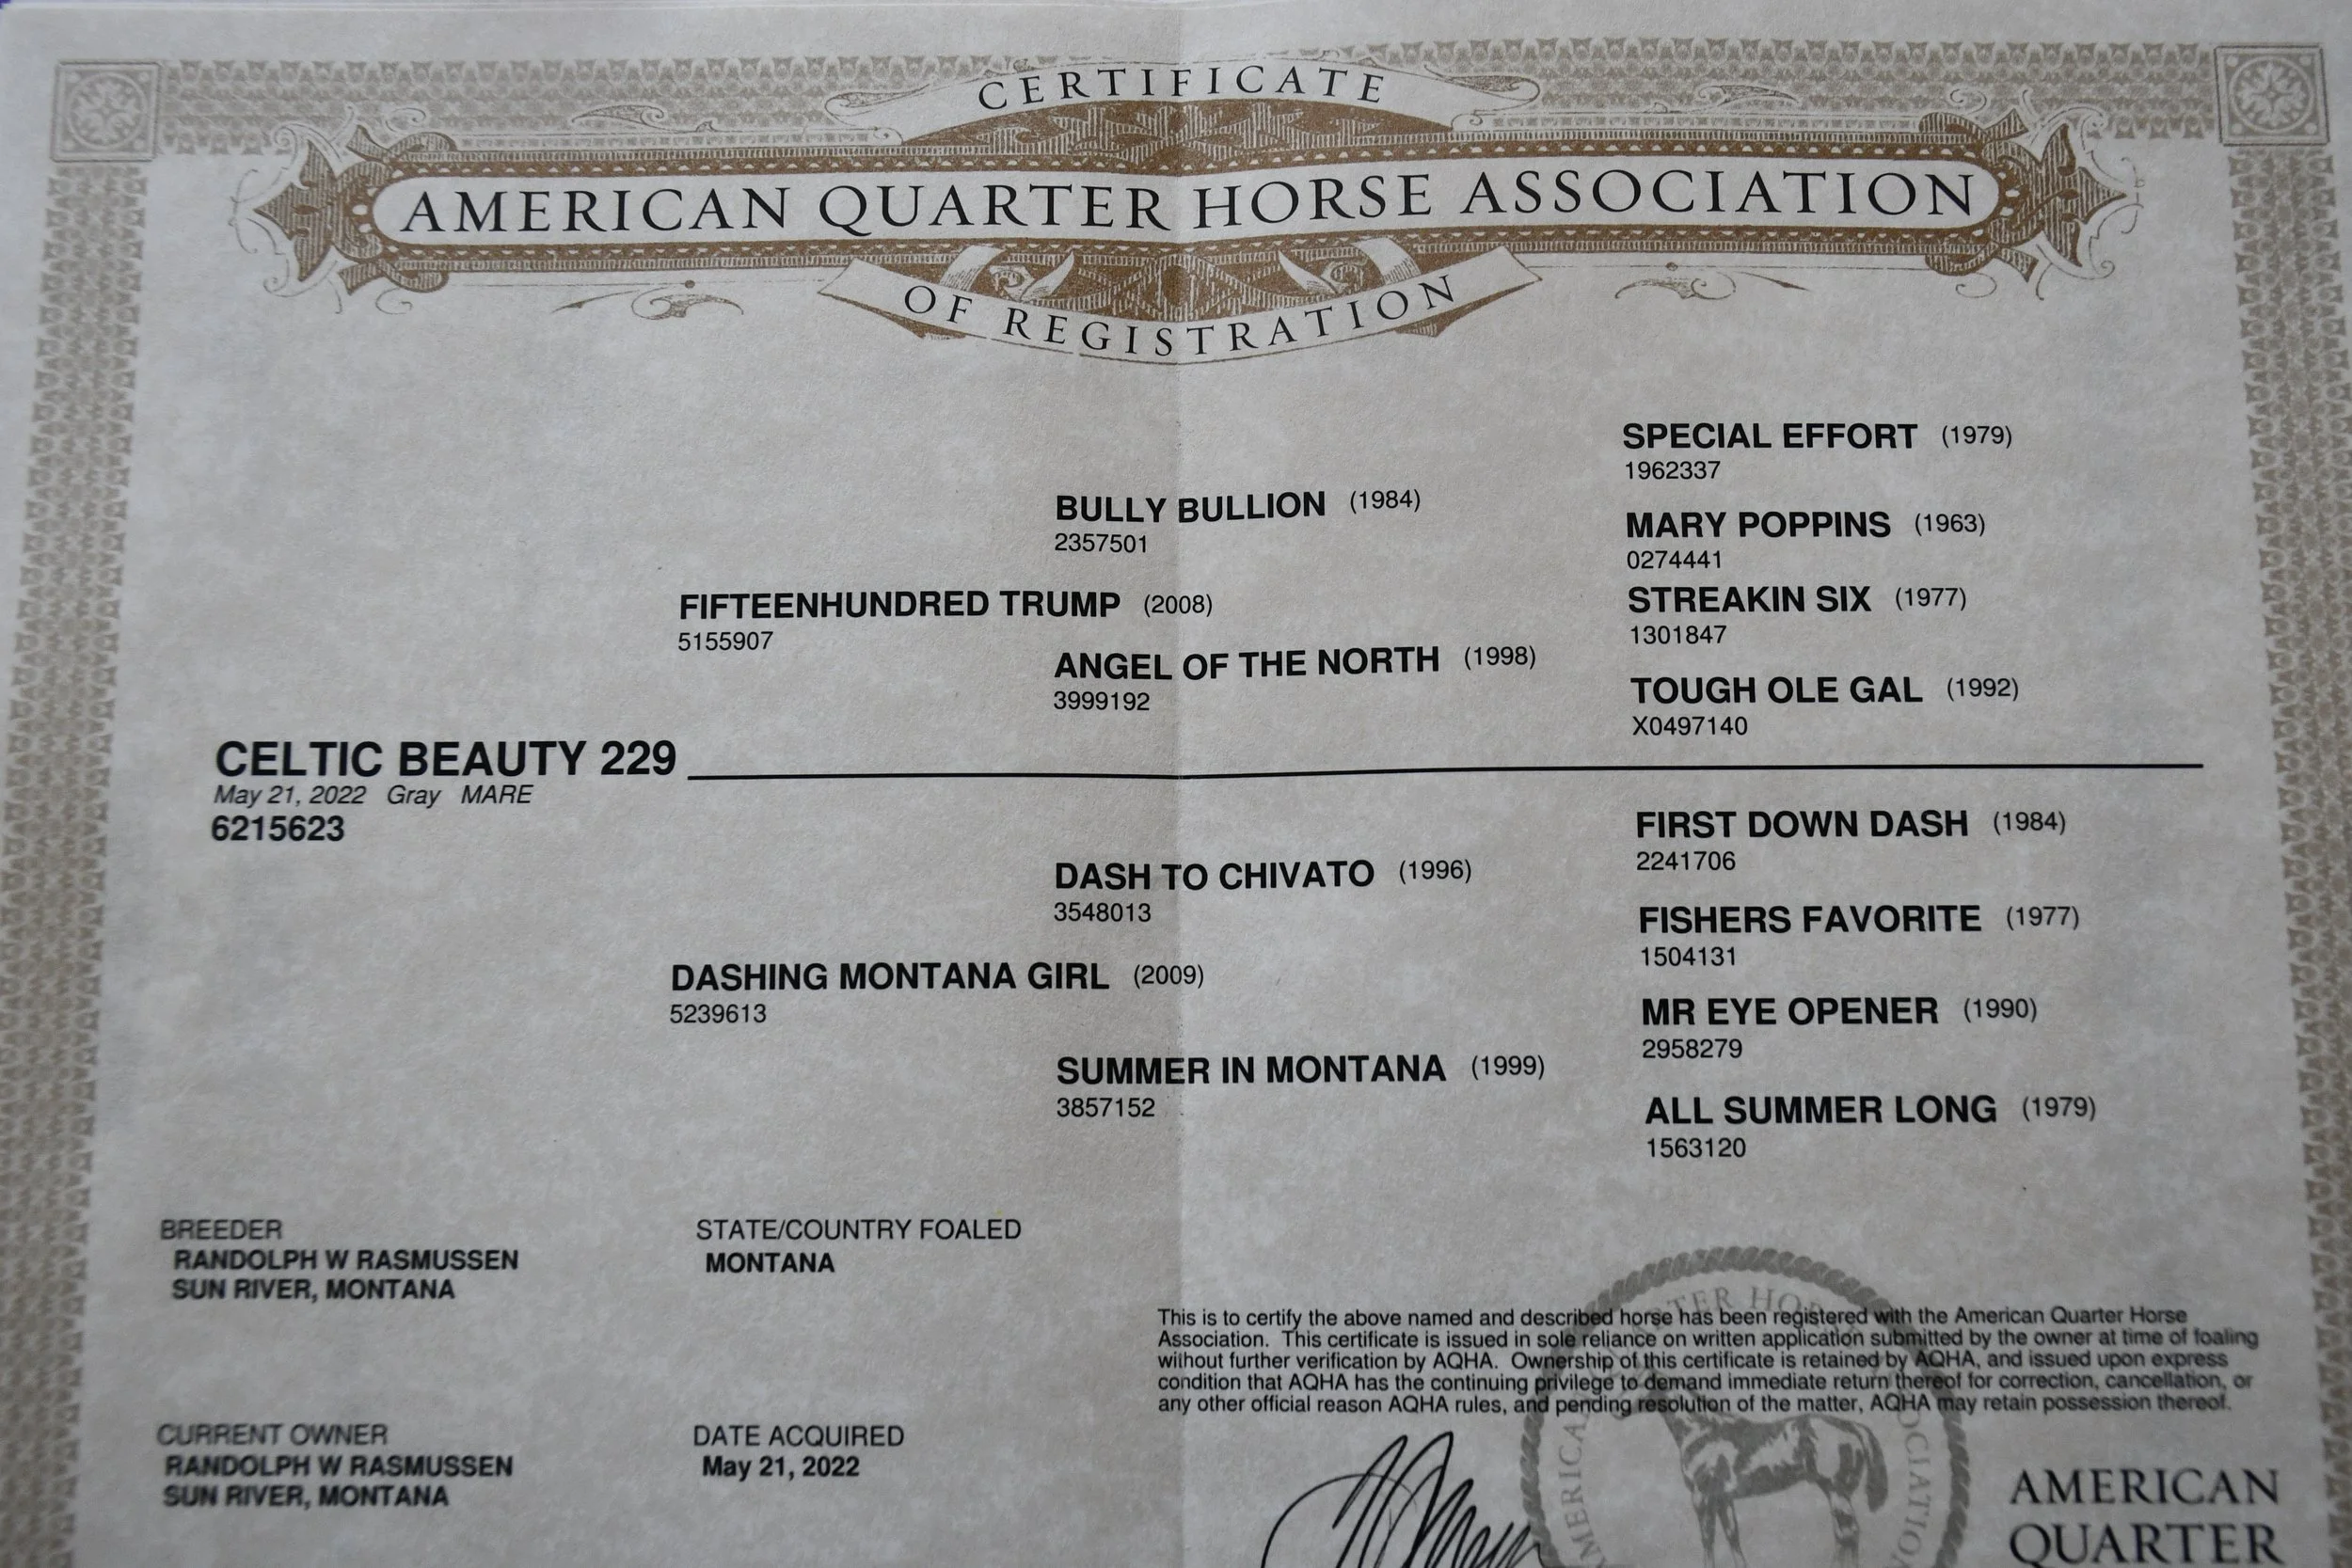 CERTIFICATE
AMERICAN QUARTER HORSE ASSOCIATION
OF REGISTRATION
SPECIAL EFFORT (1979)
1962337
BULLY BULLION (1984)
2357501
MARY POPPINS (1963)
0274441
FIFTEENHUNDRED TRUMP (2008)
5155907
STREAKIN SIX (1977)
1301847
ANGEL OF THE NORTH (1998)
3999192
TOUGH OLE GAL (1992)
X0497140
CELTIC BEAUTY 229
May 21, 2022 Gray MARE
6215623
FIRST DOWN DASH (1984)
2241706
DASH TO CHIVATO (1996)
3548013
FISHERS FAVORITE (1977)
1504131
DASHING MONTANA GIRL (2009)
5239613
MR EYE OPENER (1990)
2958279
SUMMER IN MONTANA (1999)
3857152
ALL SUMMER LONG (1979)
1563120
BREEDER
RANDOLPH W RASMUSSEN
SUN RIVER, MONTANA
STATE/COUNTRY FOALED
MONTANA
This is to certify the above named and described horse has been registered with the American Quarter Horse
Association. This certificate is issued in sole reliance on written application submitted by the owner at time of foaling
without further verification by AQHA. Ownership of this certificate is retained by AQHA, and issued upon express
condition that AQHA has the continuing privilege to demand immediate return thereof for correction, cancellation, or
any other official reason AQHA rules, and pending resolution of the matter, AQHA may retain possession thereof.
CURRENT OWNER
RANDOLPH W RASMUSSEN
SUN RIVER, MONTANA
DATE ACQUIRED
May 21, 2022
AMERICAN
QUARTER